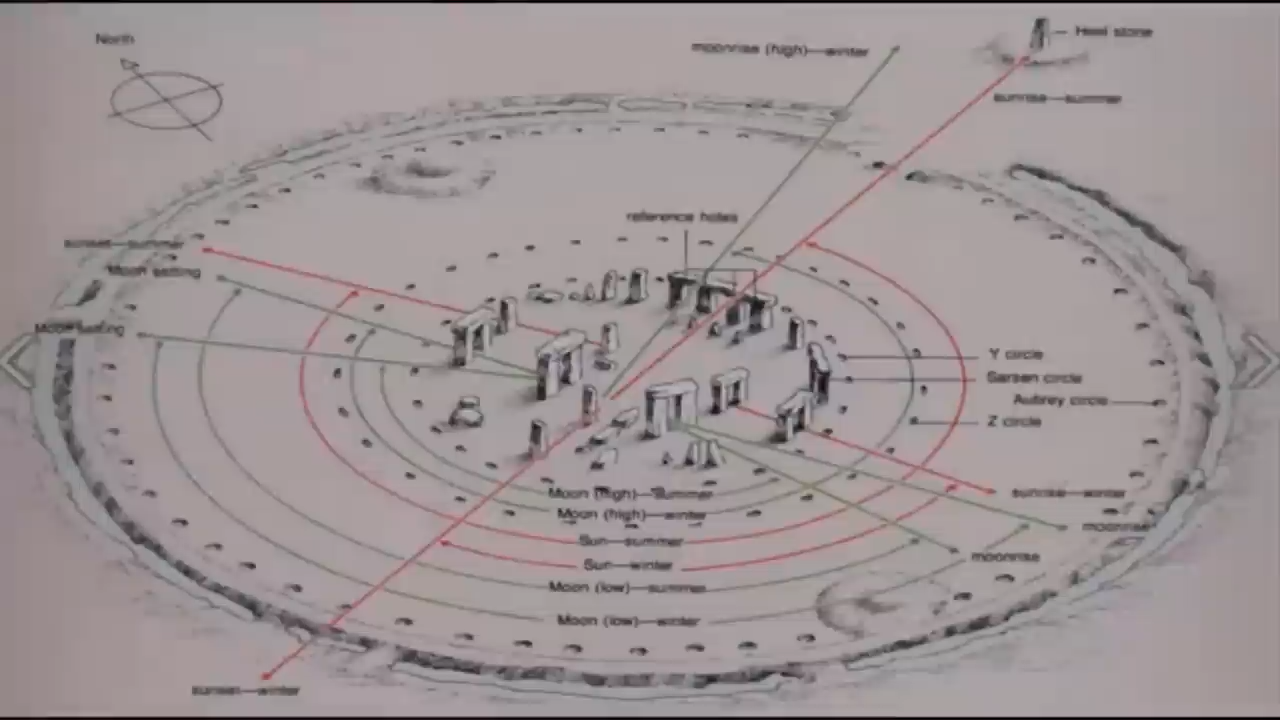 Heel stone
North
moonrise (high)—winter
sunrise—summer
reference holes
sunset—summer
Moon setting
Moon setting
Y circle
Sarsen circle
Aubrey circle
Z circle
Moon (high)—Summer
sunrise—winter
Moon (high)—winter
moonrise
Sun—summer
moonrise
Sun—winter
Moon (low)—summer
Moon (low)—winter
sunset—winter